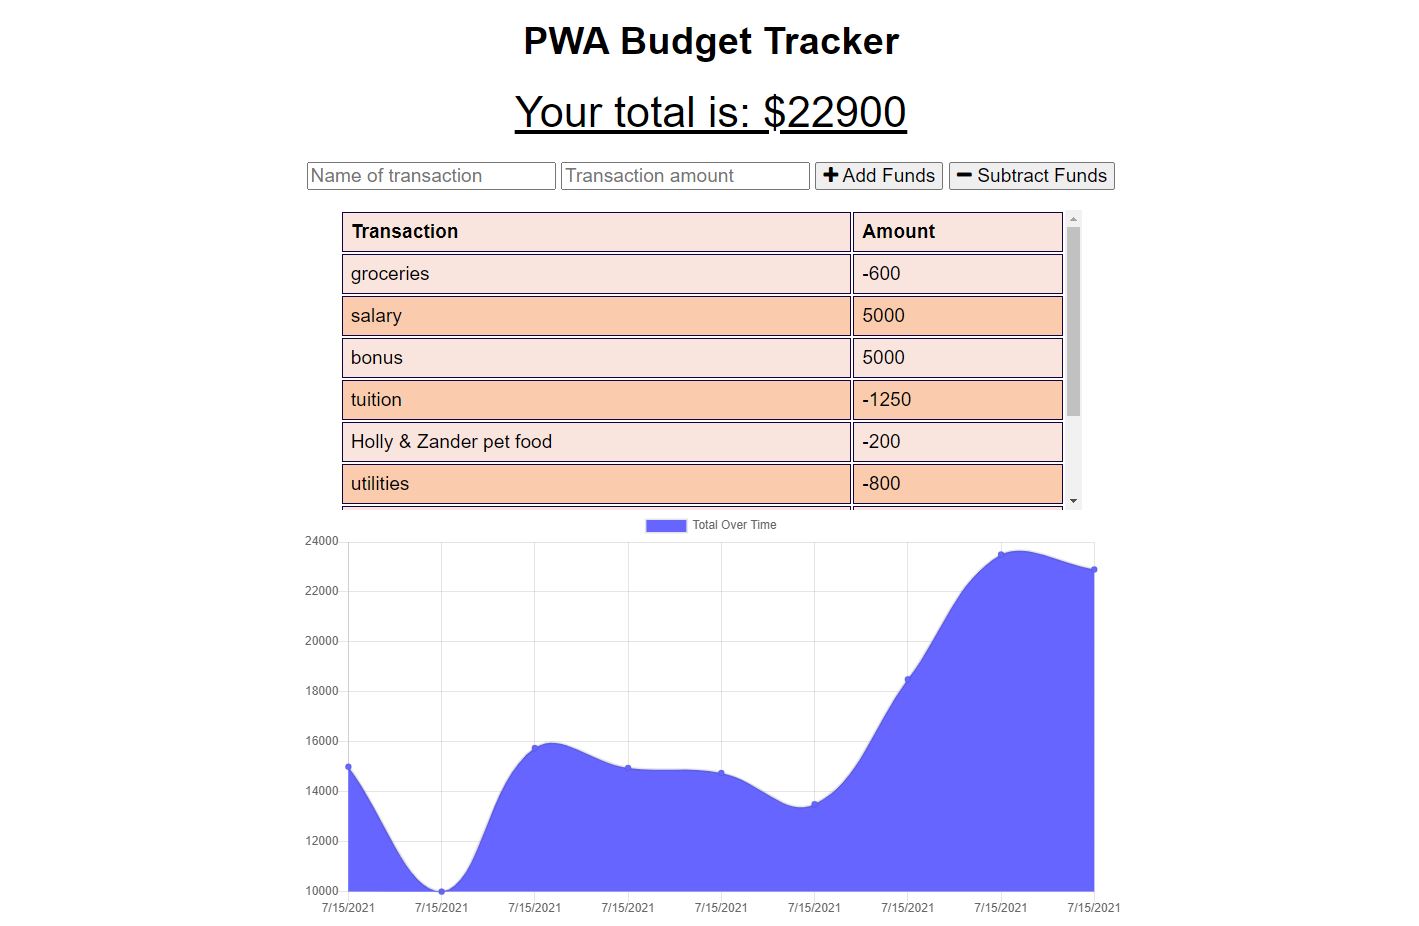 PWA Budget Tracker
Your total is: $22900
Name of transaction Transaction amount Add Funds Subtract Funds
Transaction Amount
groceries -600
salary 5000
bonus 5000
tuition -1250
Holly & Zander pet food -200
utilities -800
Total Over Time
24000
22000
20000
18000
16000
14000
12000
10000
7/15/2021 7/15/2021 7/15/2021 7/15/2021 7/15/2021 7/15/2021 7/15/2021 7/15/2021 7/15/2021